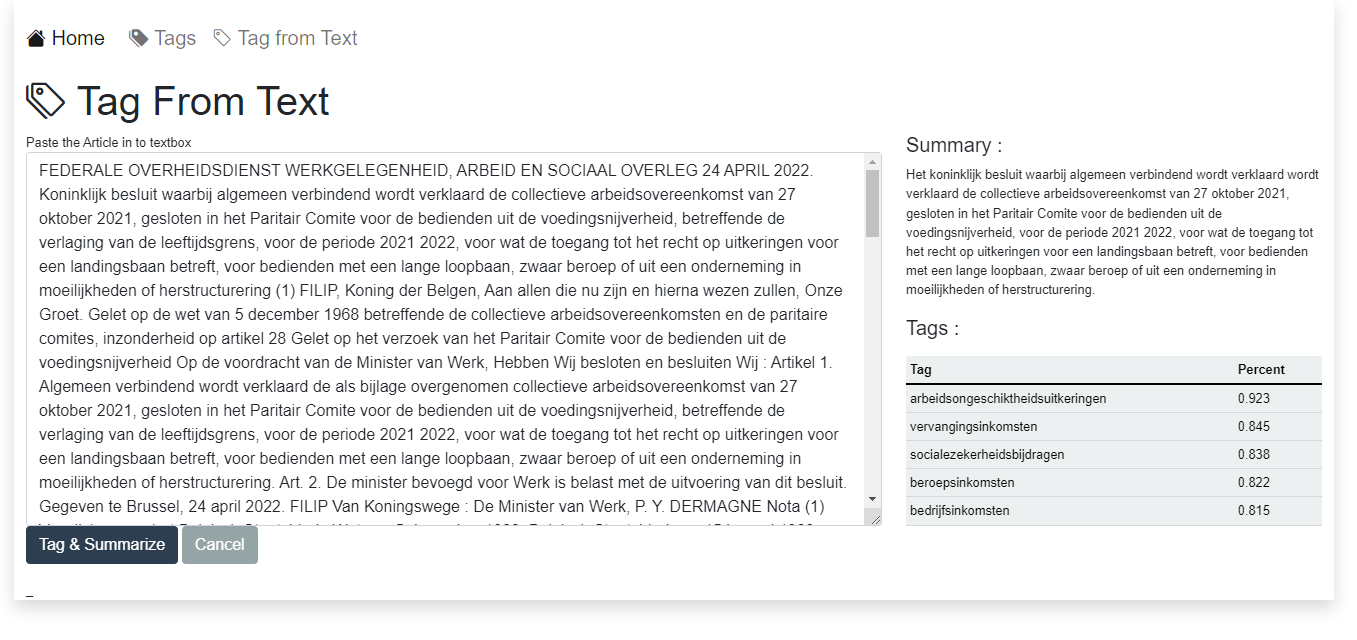 Home Tags Tag from Text
Tag From Text
Paste the Article in to textbox
FEDERALE OVERHEIDSDIENST WERKGELEGENHEID, ARBEID EN SOCIAAL OVERLEG 24 APRIL 2022.
Koninklijk besluit waarbij algemeen verbindend wordt verklaard de collectieve arbeidsovereenkomst van 27
oktober 2021, gesloten in het Paritair Comite voor de bedienden uit de voedingsnijverheid, betreffende de
verlaging van de leeftijdsgrens, voor de periode 2021 2022, voor wat de toegang tot het recht op uitkeringen voor
een landingsbaan betreft, voor bedienden met een lange loopbaan, zwaar beroep of uit een onderneming in
moeilijkheden of herstructurering (1) FILIP, Koning der Belgen, Aan allen die nu zijn en hierna wezen zullen, Onze
Groet. Gelet op de wet van 5 december 1968 betreffende de collectieve arbeidsovereenkomsten en de paritaire
comites, inzonderheid op artikel 28 Gelet op het verzoek van het Paritair Comite voor de bedienden uit de
voedingsnijverheid Op de voordracht van de Minister van Werk, Hebben Wij besloten en besluiten Wij : Artikel 1.
Algemeen verbindend wordt verklaard de als bijlage overgenomen collectieve arbeidsovereenkomst van 27
oktober 2021, gesloten in het Paritair Comite voor de bedienden uit de voedingsnijverheid, betreffende de
verlaging van de leeftijdsgrens, voor de periode 2021 2022, voor wat de toegang tot het recht op uitkeringen voor
een landingsbaan betreft, voor bedienden met een lange loopbaan, zwaar beroep of uit een onderneming in
moeilijkheden of herstructurering. Art. 2. De minister bevoegd voor Werk is belast met de uitvoering van dit besluit.
Gegeven te Brussel, 24 april 2022. FILIP Van Koningswege : De Minister van Werk, P. Y. DERMAGNE Nota (1)
Tag & Summarize Cancel
Summary :
Het koninklijk besluit waarbij algemeen verbindend wordt verklaard wordt
verklaard de collectieve arbeidsovereenkomst van 27 oktober 2021,
gesloten in het Paritair Comite voor de bedienden uit de
voedingsnijverheid, voor de periode 2021 2022, voor wat de toegang tot
het recht op uitkeringen voor een landingsbaan betreft, voor bedienden
met een lange loopbaan, zwaar beroep of uit een onderneming in
moeilijkheden of herstructurering.
Tags :
Tag Percent
arbeidsongeschiktheidsuitkeringen 0.923
vervangingsinkomsten 0.845
socialezekerheidsbijdragen 0.838
beroepsinkomsten 0.822
bedrijfsinkomsten 0.815